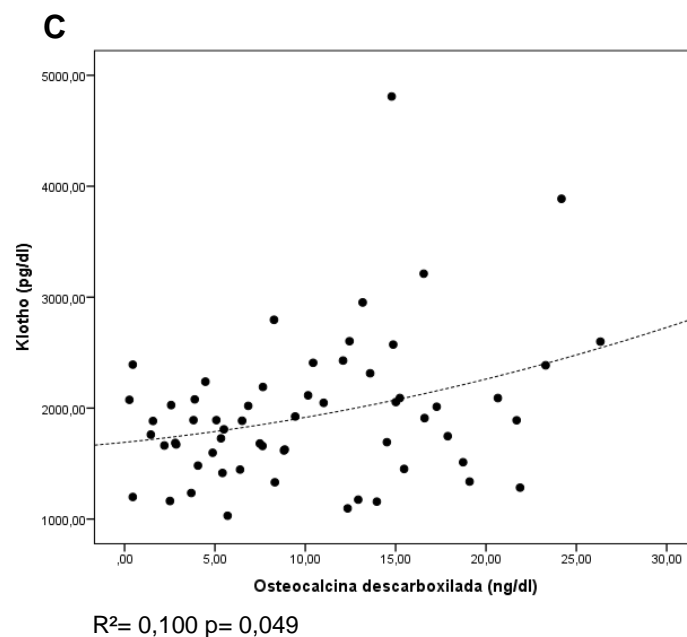 C
5000,00
4000,00
3000,00
2000,00
1000,00
Klotho (pg/dl)
,00 5,00 10,00 15,00 20,00 25,00 30,00
Osteocalcina descarboxilada (ng/dl)
R²= 0,100 p= 0,049